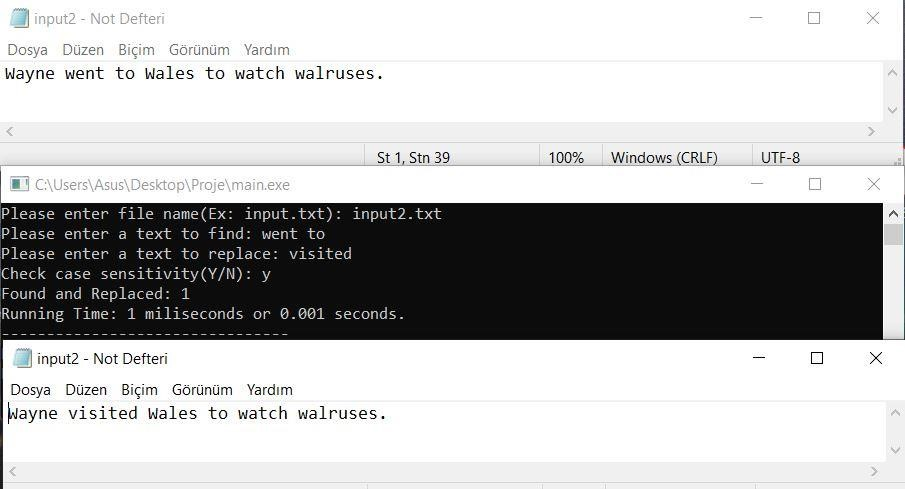 input2 - Not Defteri
Dosya Düzen Biçim Görünüm Yardım
Wayne went to Wales to watch walruses.
St 1, Stn 39 100% Windows (CRLF) UTF-8
C:\Users\Asus\Desktop\Proje\main.exe
Please enter file name(Ex: input.txt): input2.txt
Please enter a text to find: went to
Please enter a text to replace: visited
Check case sensitivity(Y/N): y
Found and Replaced: 1
Running Time: 1 miliseconds or 0.001 seconds.
--------------------------------
input2 - Not Defteri
Dosya Düzen Biçim Görünüm Yardım
Wayne visited Wales to watch walruses.